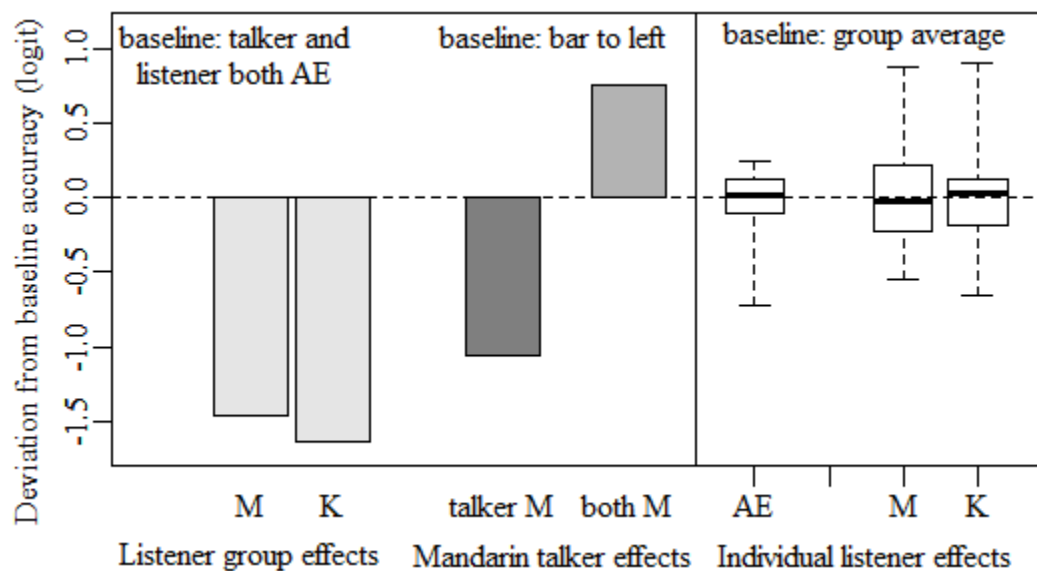 Deviation from baseline accuracy (logit)
1.0
0.5
0.0
-0.5
-1.0
-1.5
baseline: talker and
listener both AE
baseline: bar to left
baseline: group average
M K talker M both M AE M K
Listener group effects Mandarin talker effects Individual listener effects